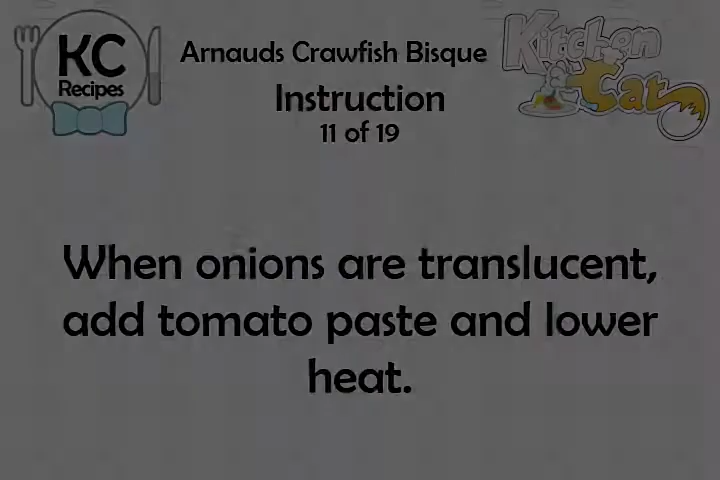 KC
Recipes
Arnauds Crawfish Bisque
Instruction
11 of 19
Kitchen
Cat
When onions are translucent,
add tomato paste and lower
heat.